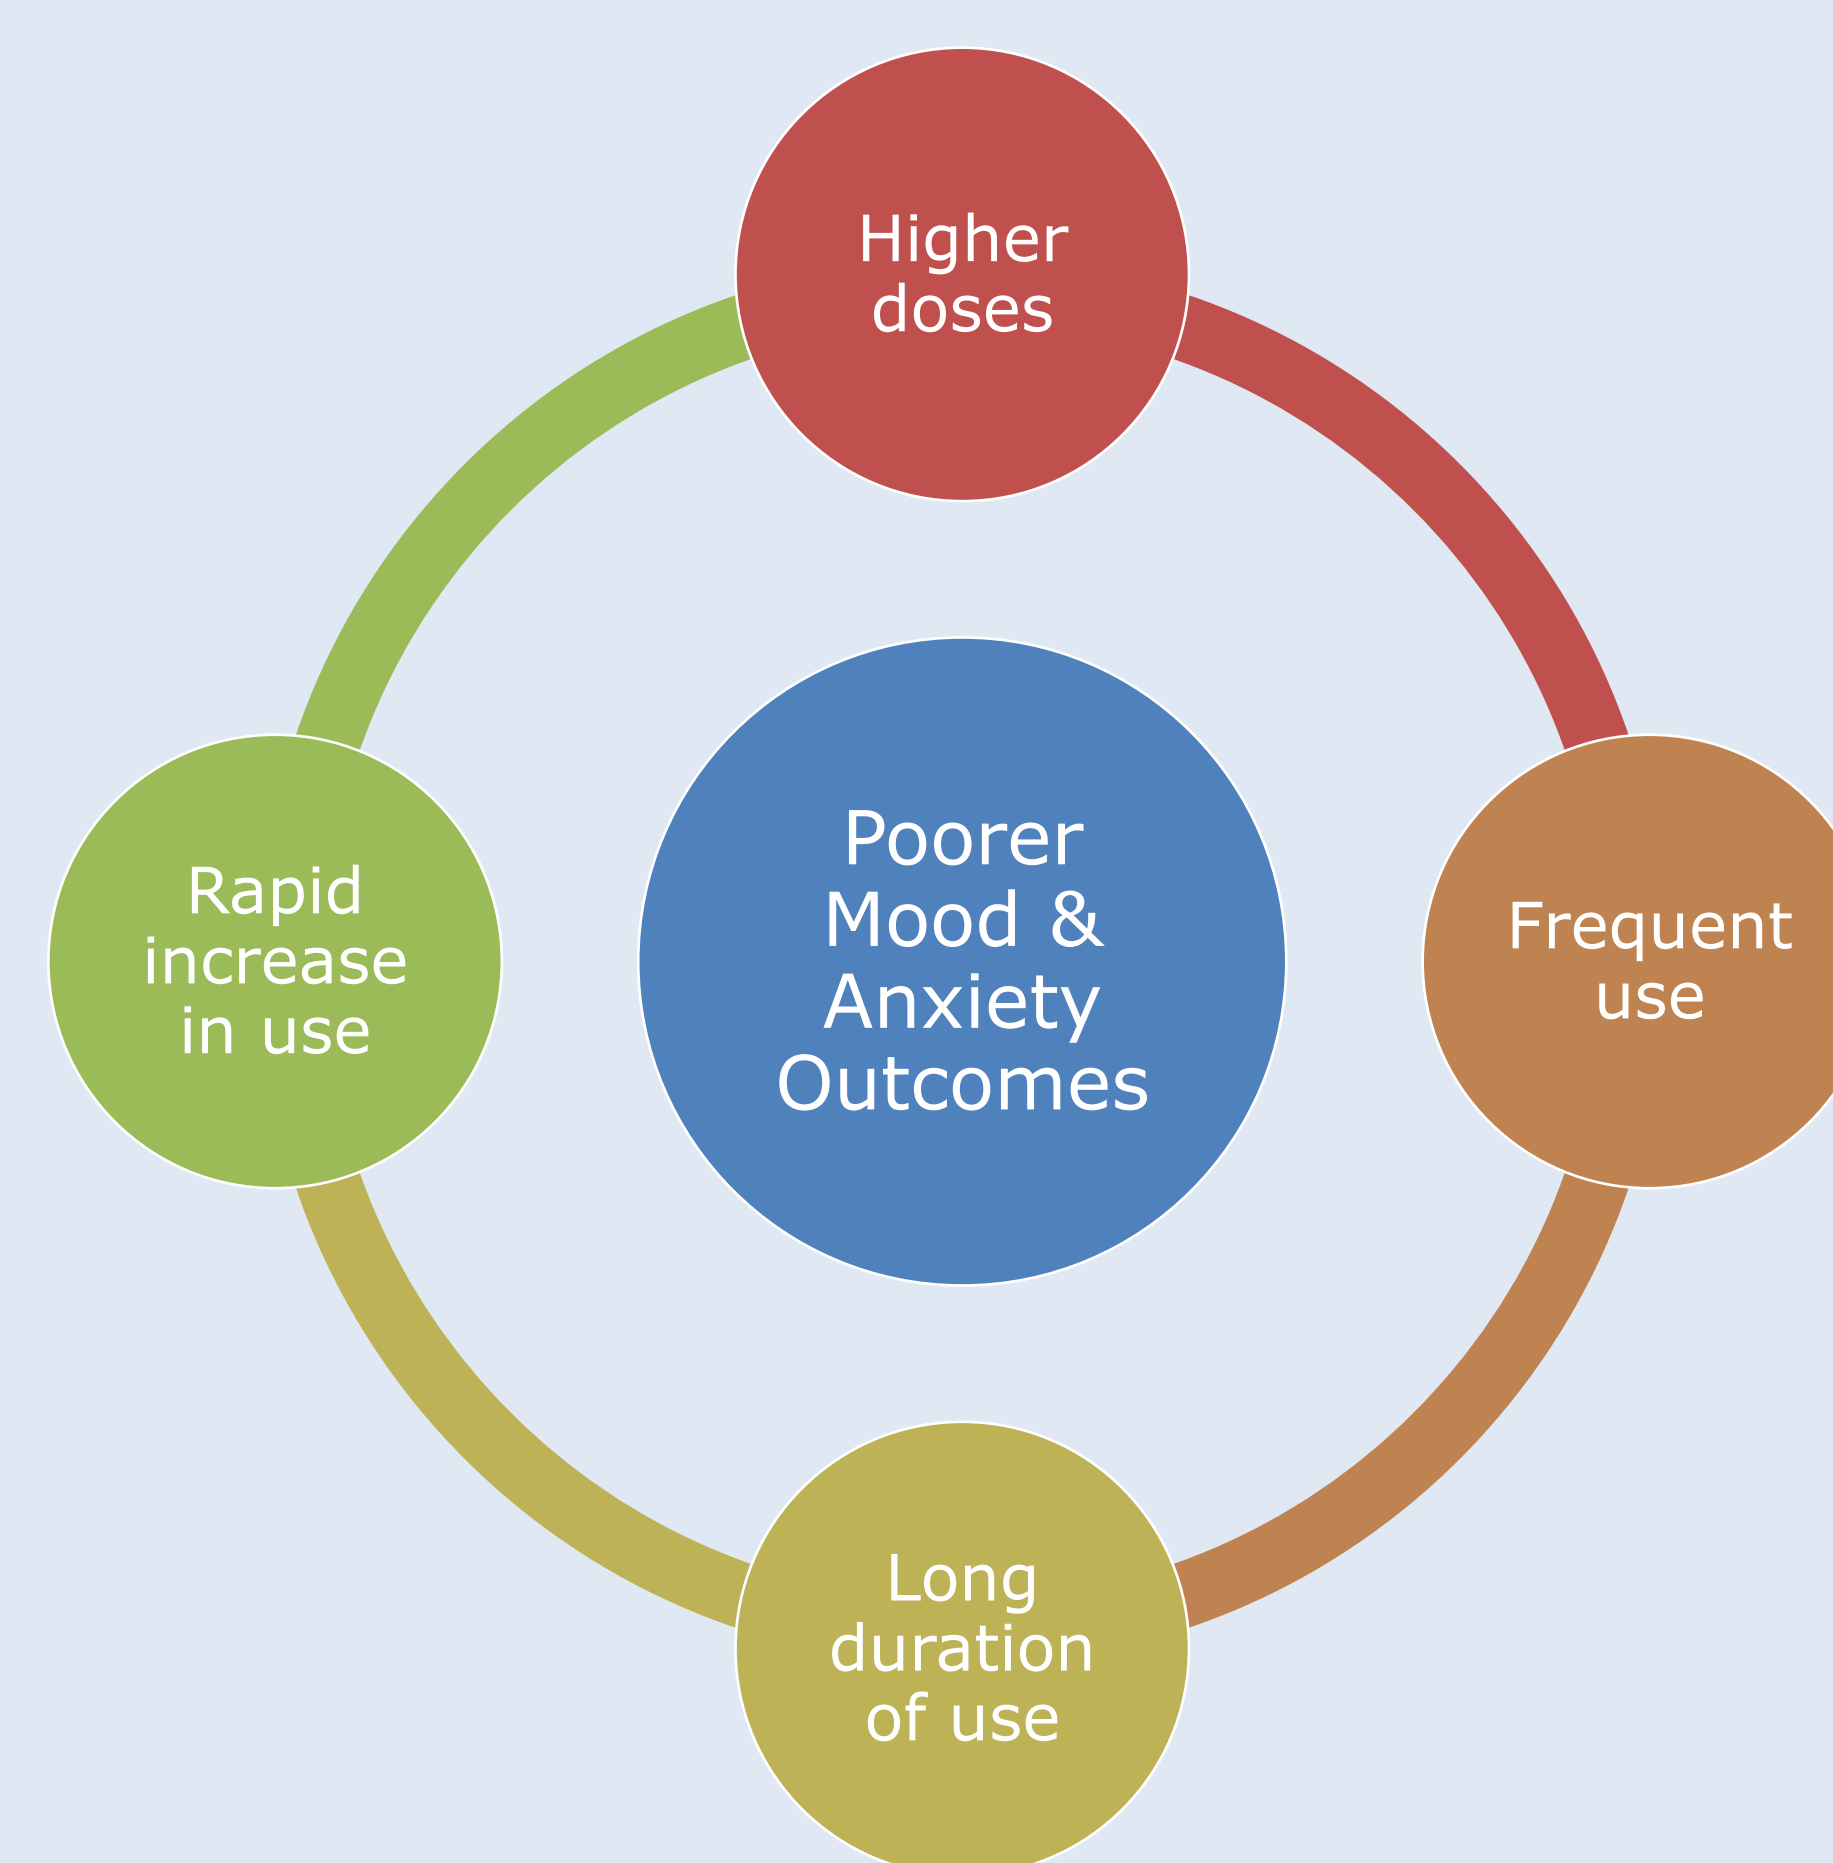 Higher
doses
Poorer
Mood &
Anxiety
Outcomes
Rapid
increase
in use
Frequent
use
Long
duration
of use